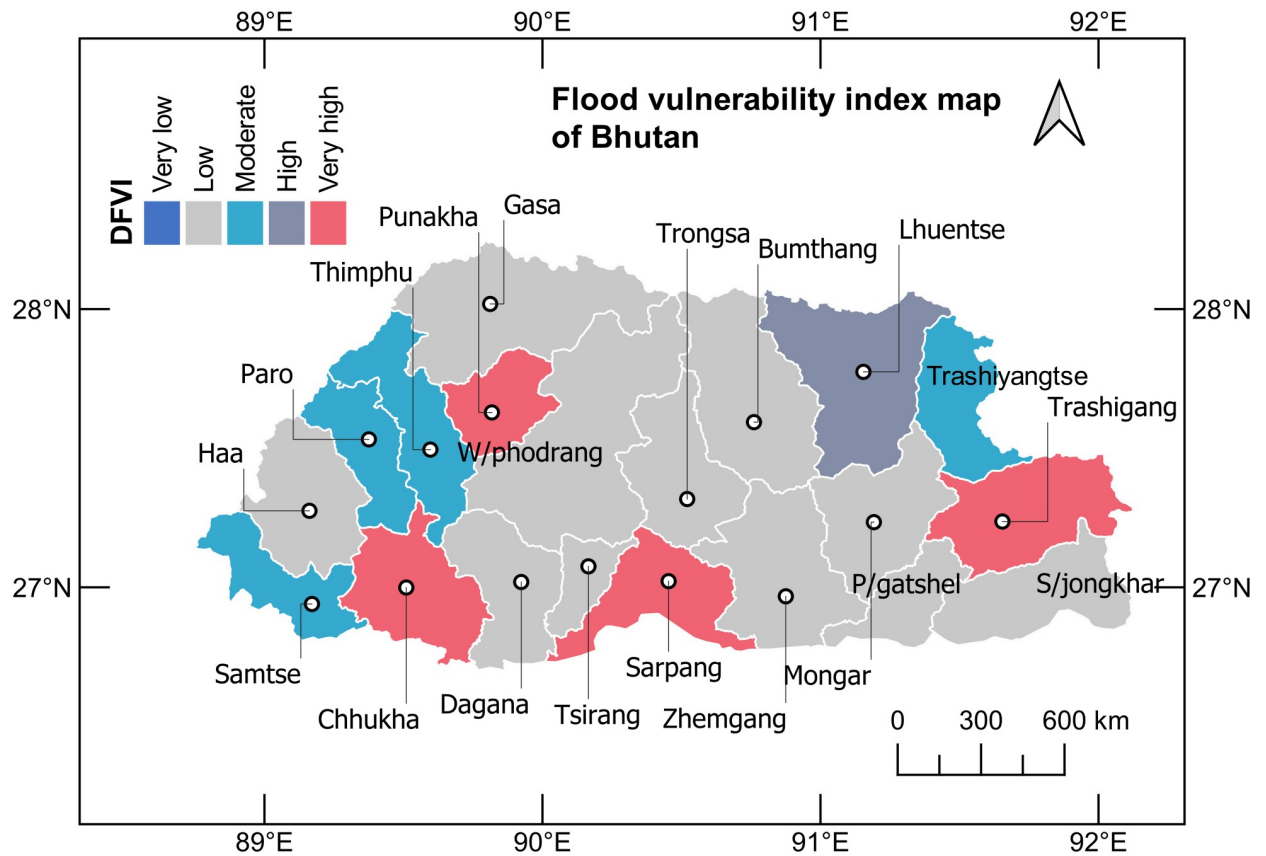 89°E
90°E
91°E
92°E
Flood vulnerability index map
of Bhutan
DFVI
Very low
Low
Moderate
High
Very high
Punakha
Gasa
Thimphu
Trongsa
Bumthang
Lhuentse
28°N
28°N
Paro
Trashiyangtse
Trashigang
Haa
W/phodrang
27°N
P/gatshel
S/jongkhar
27°N
Samtse
Chhukha
Dagana
Tsirang
Sarpang
Zhemgang
Mongar
0
300
600 km
89°E
90°E
91°E
92°E